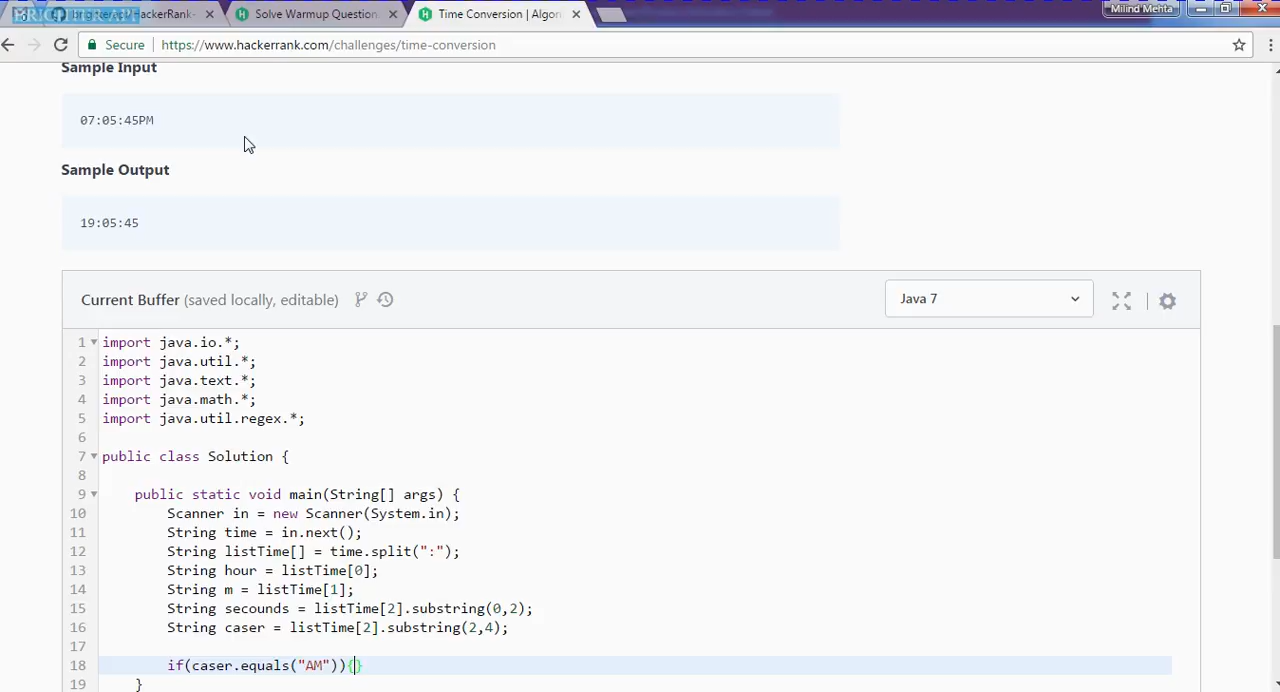 HackerRank-
Solve Warmup Question
Time Conversion | Algori
Milind Mehta
Secure
https://www.hackerrank.com/challenges/time-conversion
Sample Input
07:05:45PM
Sample Output
19:05:45
Current Buffer (saved locally, editable)
Java 7
1 import java.io.*;
2 import java.util.*;
3 import java.text.*;
4 import java.math.*;
5 import java.util.regex.*;
6
7 public class Solution {
8
9 public static void main(String[] args) {
10 Scanner in = new Scanner(System.in);
11 String time = in.next();
12 String listTime[] = time.split(":");
13 String hour = listTime[0];
14 String m = listTime[1];
15 String secounds = listTime[2].substring(0,2);
16 String caser = listTime[2].substring(2,4);
17
18 if(caser.equals("AM")){}
19 }